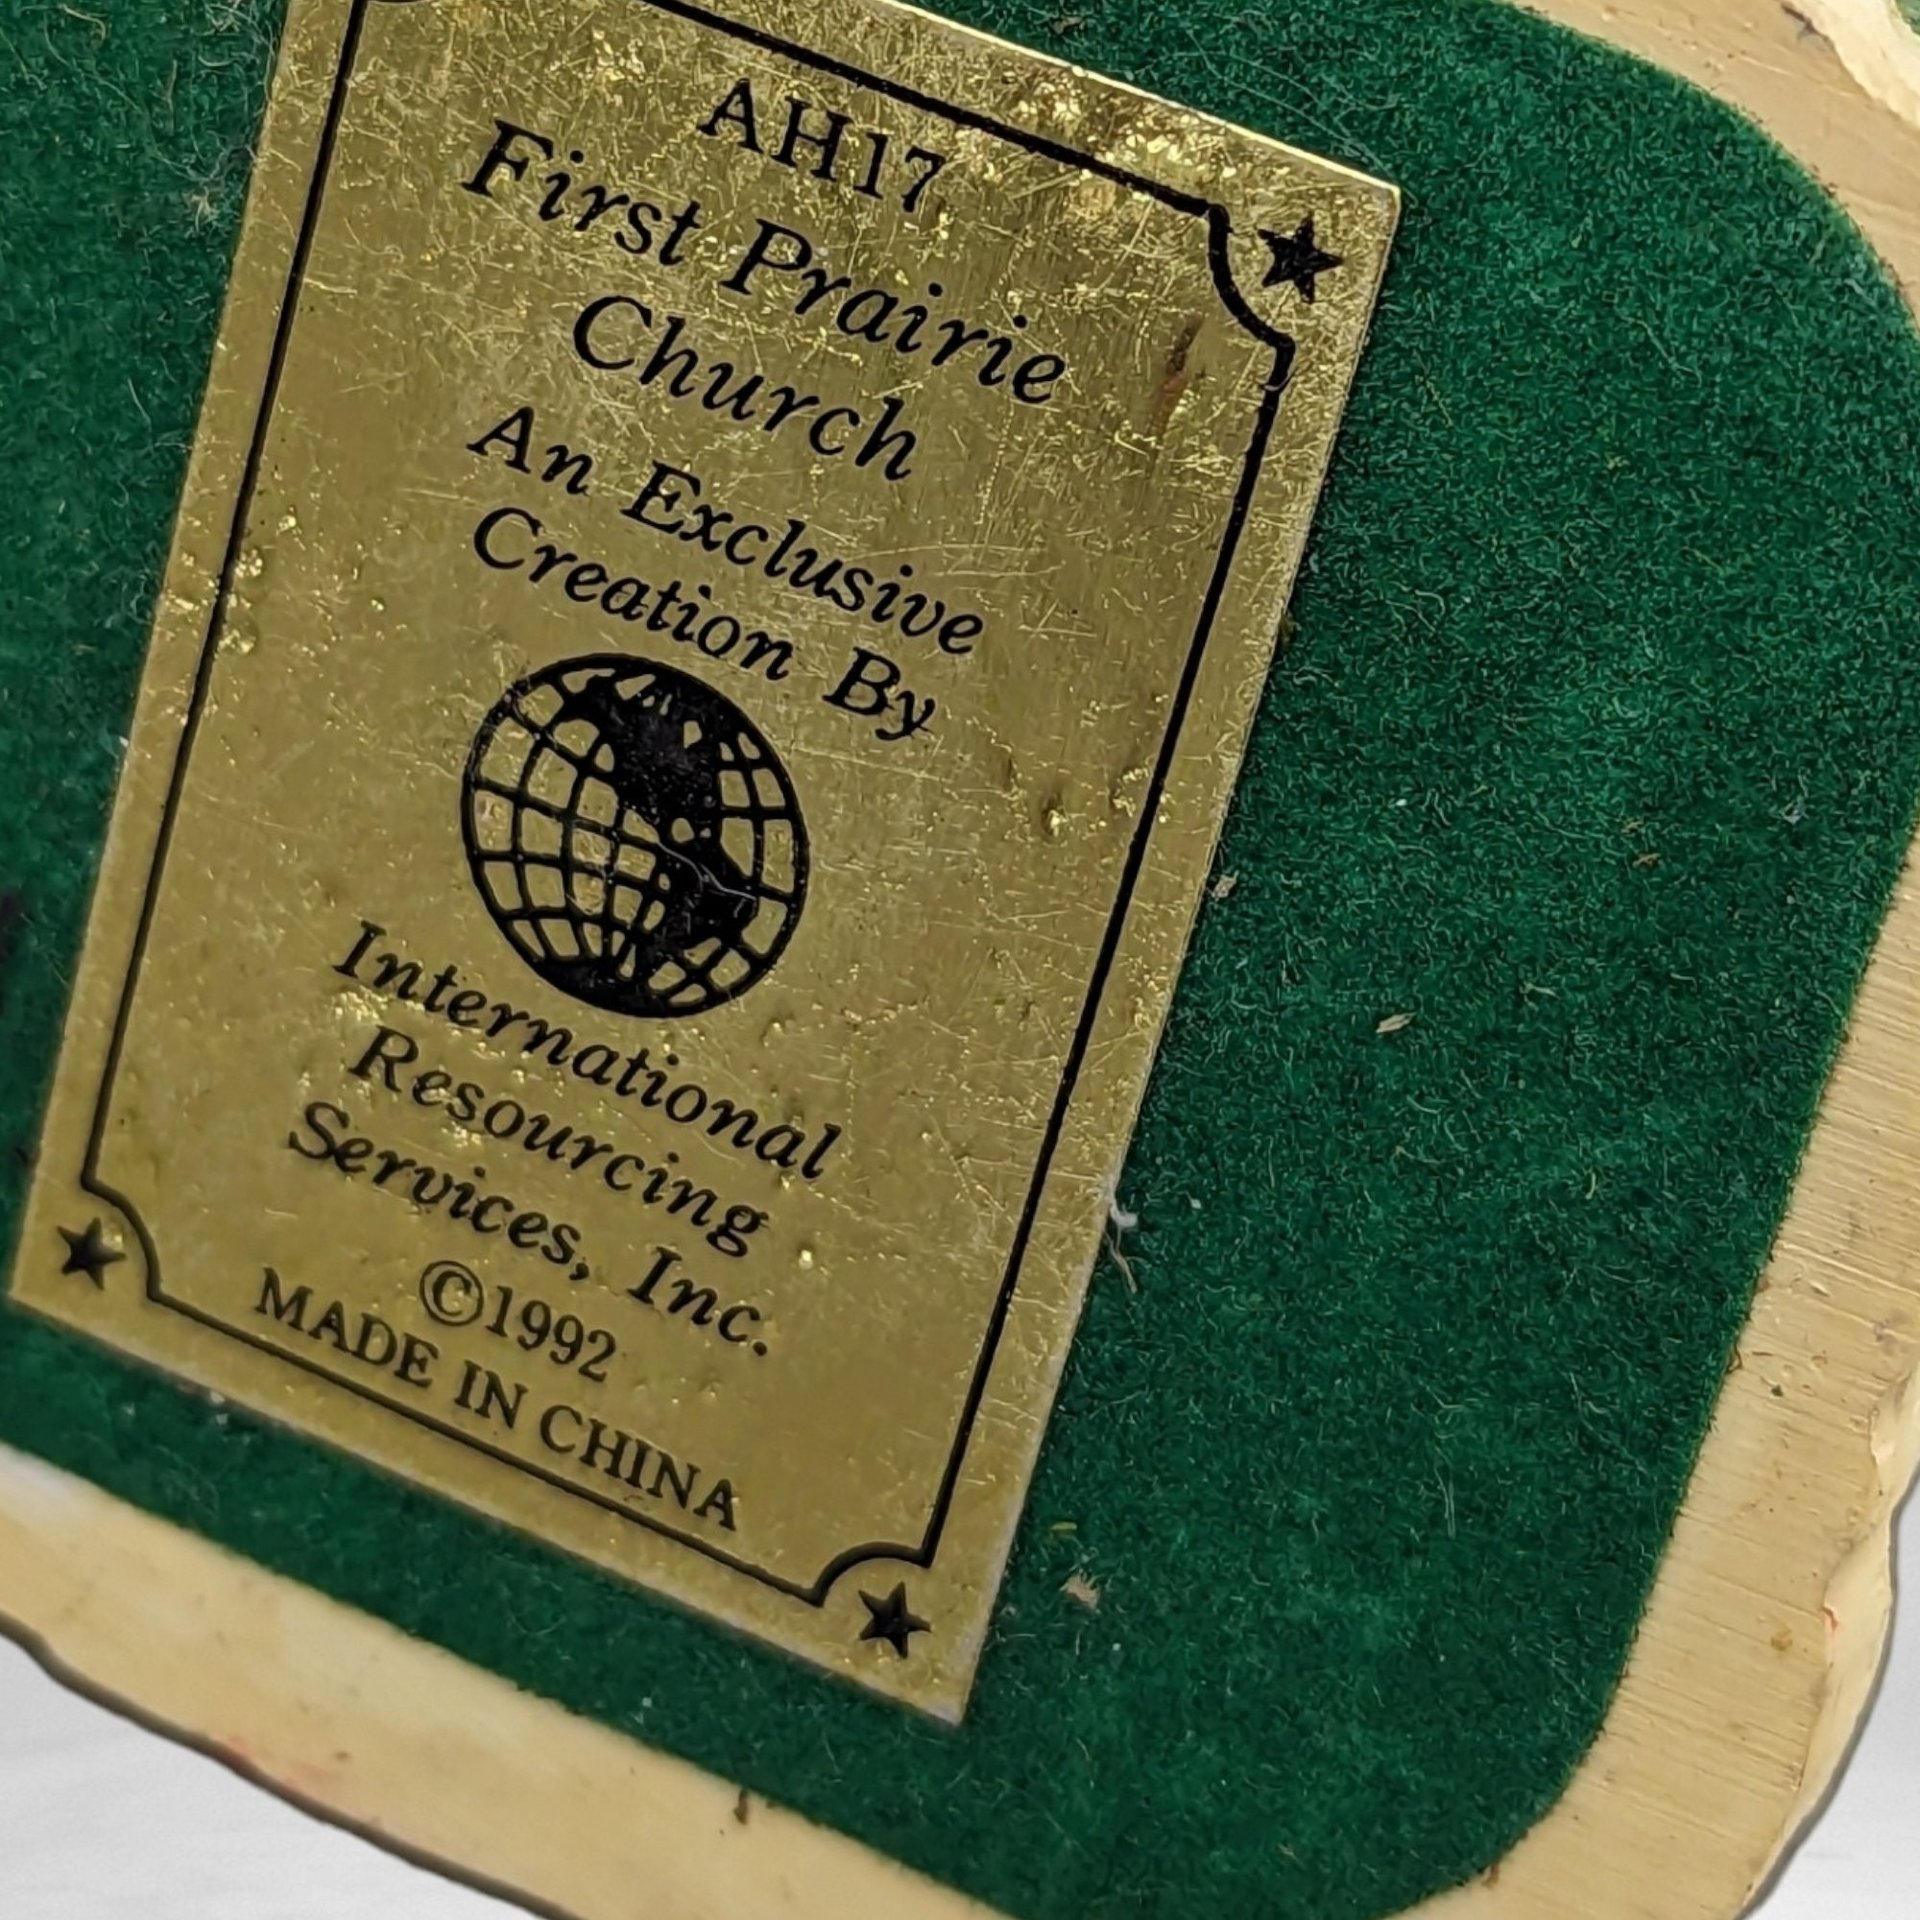 AH17
First Prairie
Church
An Exclusive
Creation By
International
Resourcing
Services, Inc.
©1992
MADE IN CHINA